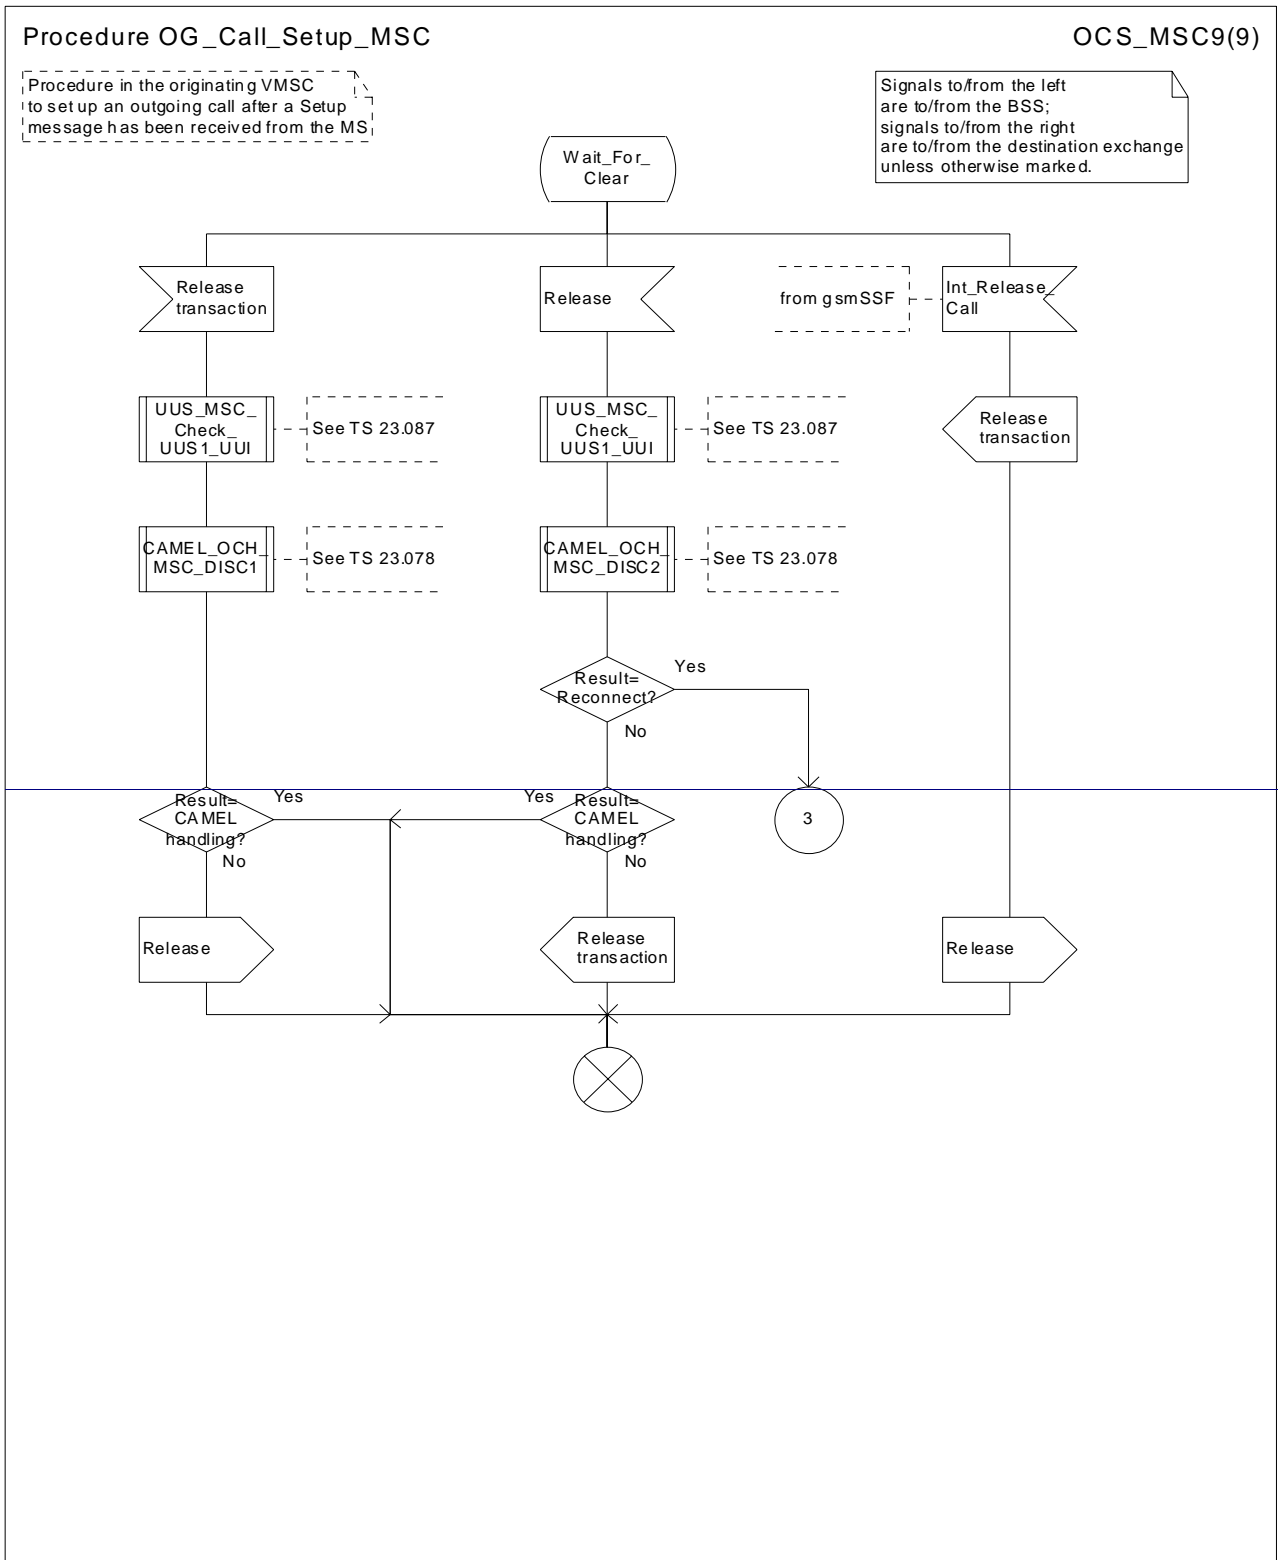 Procedure OG_Call_Setup_MSC
OCS_MSC9(9)
Procedure in the originating VMSC
to set up an outgoing call after a Setup
message has been received from the MS
Signals to/from the left
are to/from the BSS;
signals to/from the right
are to/from the destination exchange
unless otherwise marked.
Wait_For_
Clear
Release
transaction
Release
from gsmSSF
Int_Release_
Call
UUS_MSC_
Check_
UUS1_UUI
See TS 23.087
UUS_MSC_
Check_
UUS1_UUI
See TS 23.087
Release
transaction
CAMEL_OCH_
MSC_DISC1
See TS 23.078
CAMEL_OCH_
MSC_DISC2
See TS 23.078
Result=
Reconnect?
Yes
No
Result=
CAMEL
handling?
Yes
No
Yes
Result=
CAMEL
handling?
No
3
Release
Release
transaction
Release